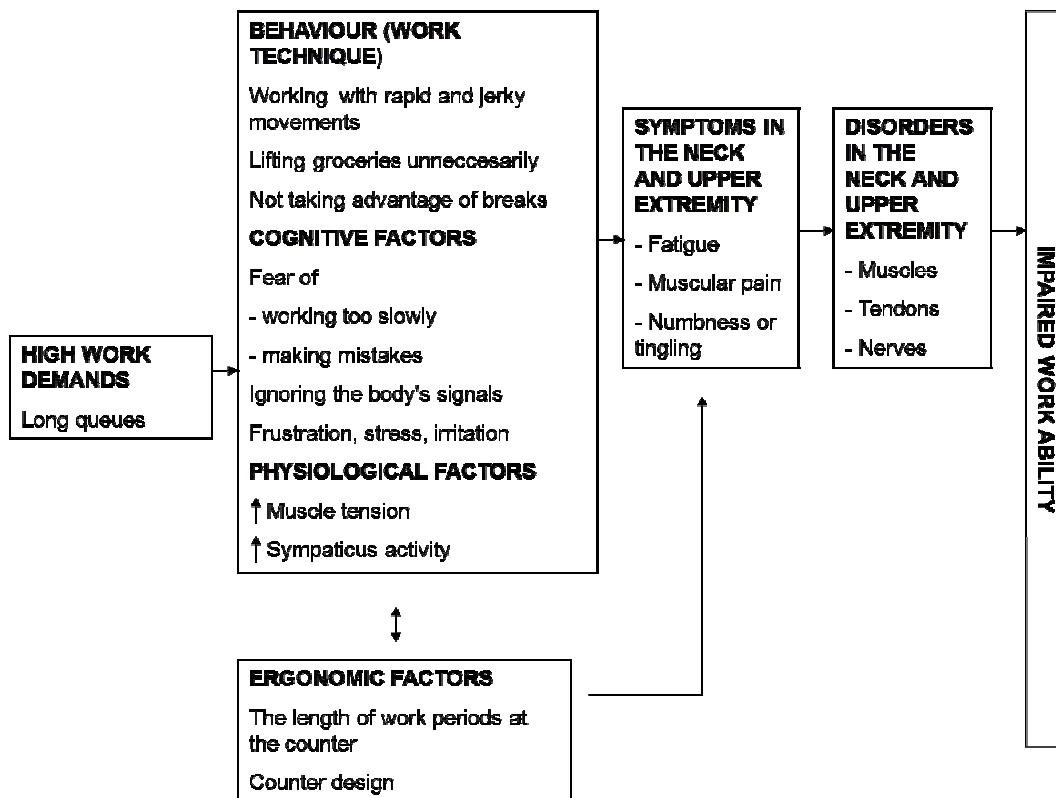 HIGH WORK
DEMANDS
Long queues
BEHAVIOUR (WORK
TECHNIQUE)
Working with rapid and jerky
movements
Lifting groceries unneccesarily
Not taking advantage of breaks
COGNITIVE FACTORS
Fear of
- working too slowly
- making mistakes
Ignoring the body's signals
Frustration, stress, irritation
PHYSIOLOGICAL FACTORS
↑ Muscle tension
↑ Sympaticus activity
ERGONOMIC FACTORS
The length of work periods at
the counter
Counter design
SYMPTOMS IN
THE NECK
AND UPPER
EXTREMITY
- Fatigue
- Muscular pain
- Numbness or
tingling
DISORDERS
IN THE
NECK AND
UPPER
EXTREMITY
- Muscles
- Tendons
- Nerves
IMPAIRED WORK ABILITY